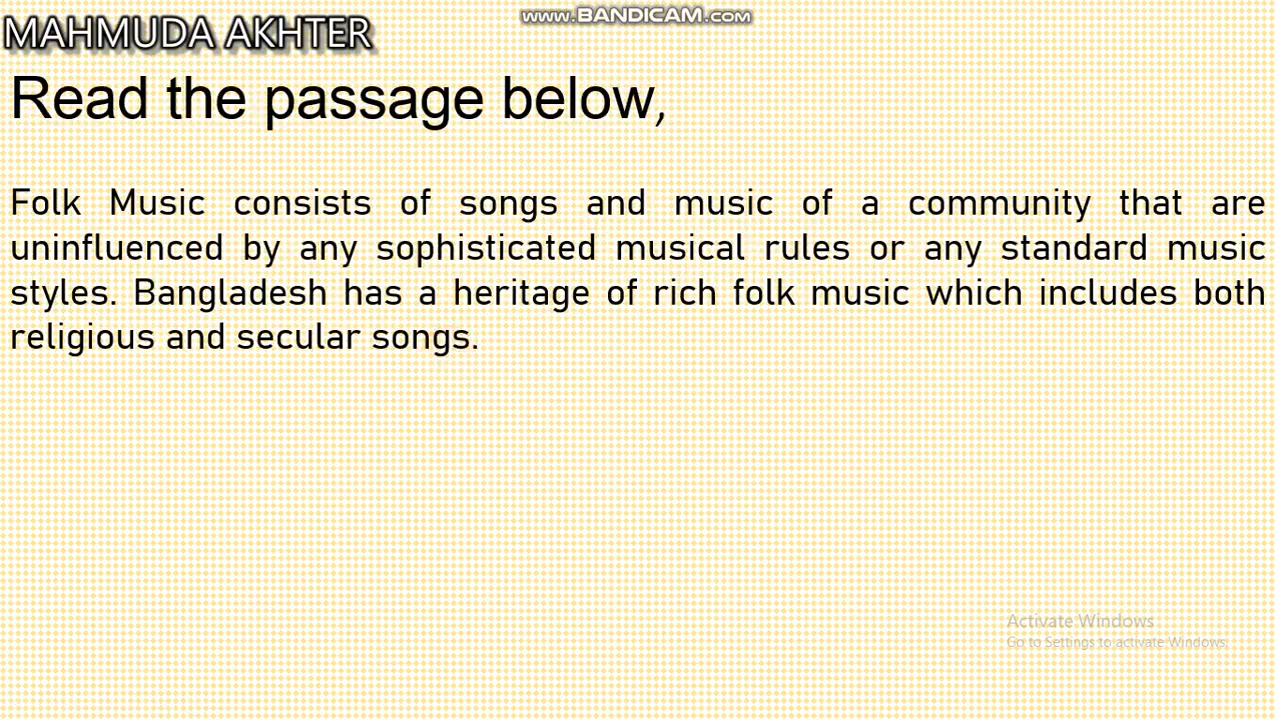 www.BANDICAM.com
MAHMUDA AKHTER
Read the passage below,
Folk Music consists of songs and music of a community that are
uninfluenced by any sophisticated musical rules or any standard music
styles. Bangladesh has a heritage of rich folk music which includes both
religious and secular songs.
Activate Windows
Go to Settings to activate Windows.